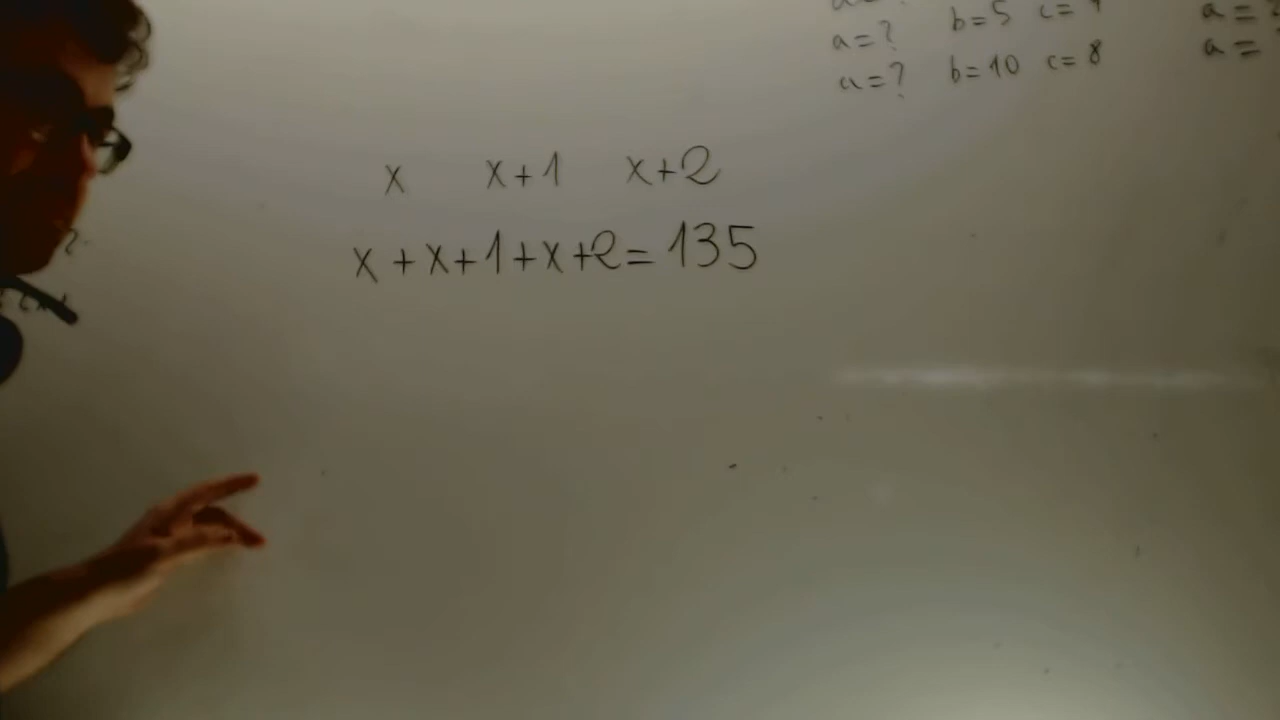 b=5 c=
a=?
a=
a=? b=10 c=8
x x+1 x+2
x+x+1+x+2=135